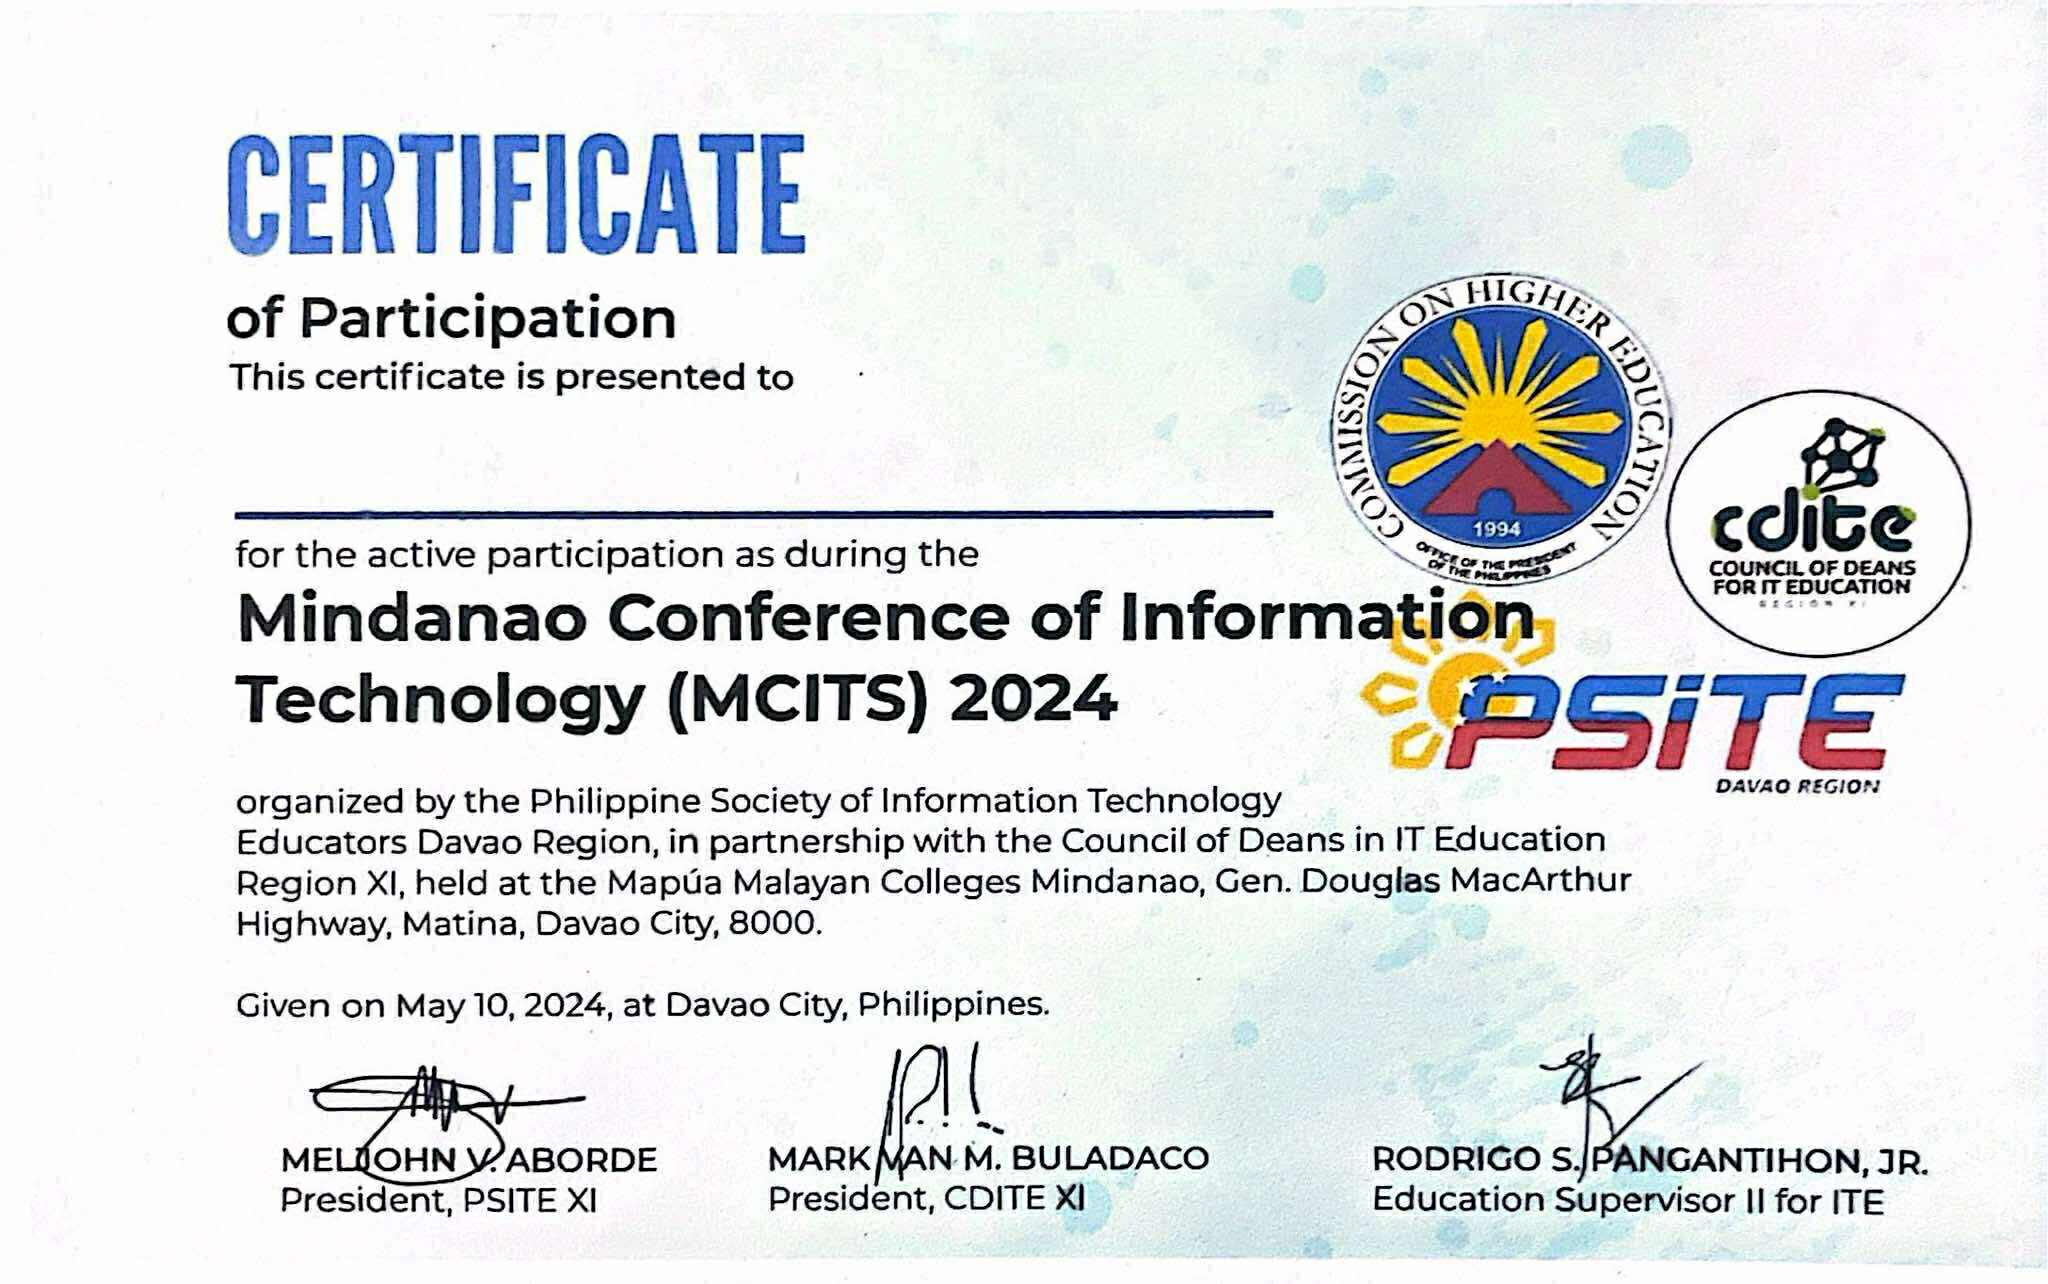 CERTIFICATE
of Participation
This certificate is presented to
for the active participation as during the
Mindanao Conference of Information
Technology (MCITS) 2024
organized by the Philippine Society of Information Technology
Educators Davao Region, in partnership with the Council of Deans in IT Education
Region XI, held at the Mapúa Malayan Colleges Mindanao, Gen. Douglas MacArthur
Highway, Matina, Davao City, 8000.
Given on May 10, 2024, at Davao City, Philippines.
MELJOHN V. ABORDE
President, PSITE XI
MARK VAN M. BULADACO
President, CDITE XI
RODRIGO S. PANGANTIHON, JR.
Education Supervisor II for ITE
COMMISSION ON HIGHER EDUCATION
1994
OFFICE OF THE PRESIDENT
OF THE PHILIPPINES
cdite
COUNCIL OF DEANS
FOR IT EDUCATION
REGION XI
PSiTE
DAVAO REGION